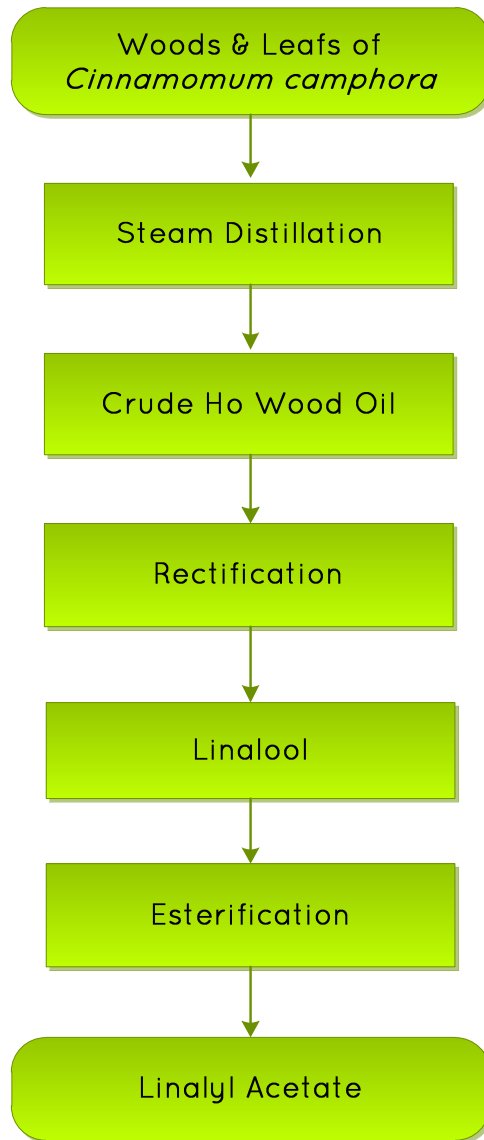 Woods & Leafs of
Cinnamomum camphora
Steam Distillation
Crude Ho Wood Oil
Rectification
Linalool
Esterification
Linalyl Acetate